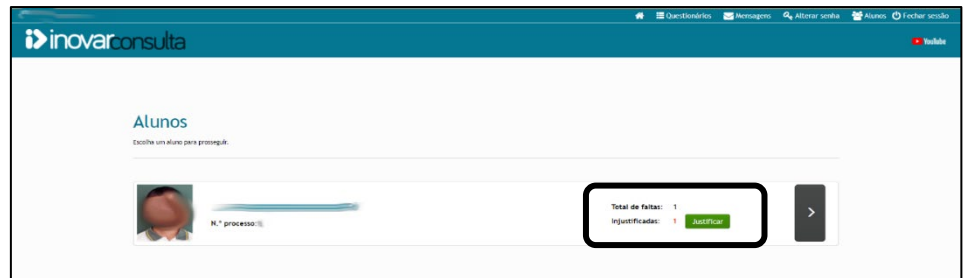 Questionários Mensagens Alterar senha Alunos Fechar sessão
inovarconsulta
YouTube
Alunos
Escolha um aluno para prosseguir.
Total de faltas: 1
N.º processo:
Injustificadas: 1 Justificar